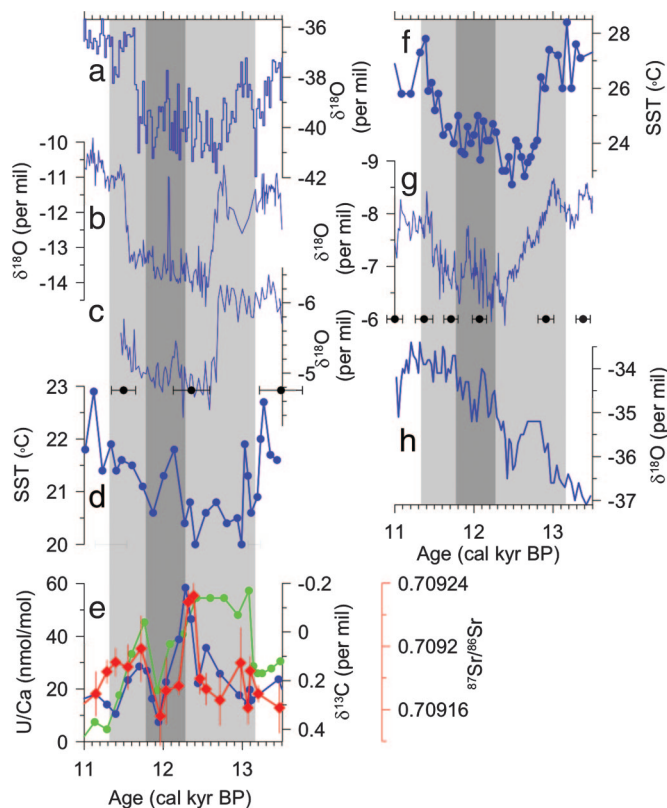 a
-36
-38
-40
-42
δ18O
(per mil)
-10
-11
-12
-13
-14
δ18O (per mil)
b
c
-6
-5
δ18O
(per mil)
δ18O
(per mil)
23
22
21
20
SST (◦C)
d
60
40
20
0
U/Ca (nmol/mol)
e
-0.2
0
0.2
0.4
δ13C (per mil)
0.70924
0.7092
0.70916
87Sr/86Sr
11 12 13
Age (cal kyr BP)
f
28
26
24
SST (◦C)
g
-9
-8
-7
-6
h
-34
-35
-36
-37
δ18O
(per mil)
11 12 13
Age (cal kyr BP)